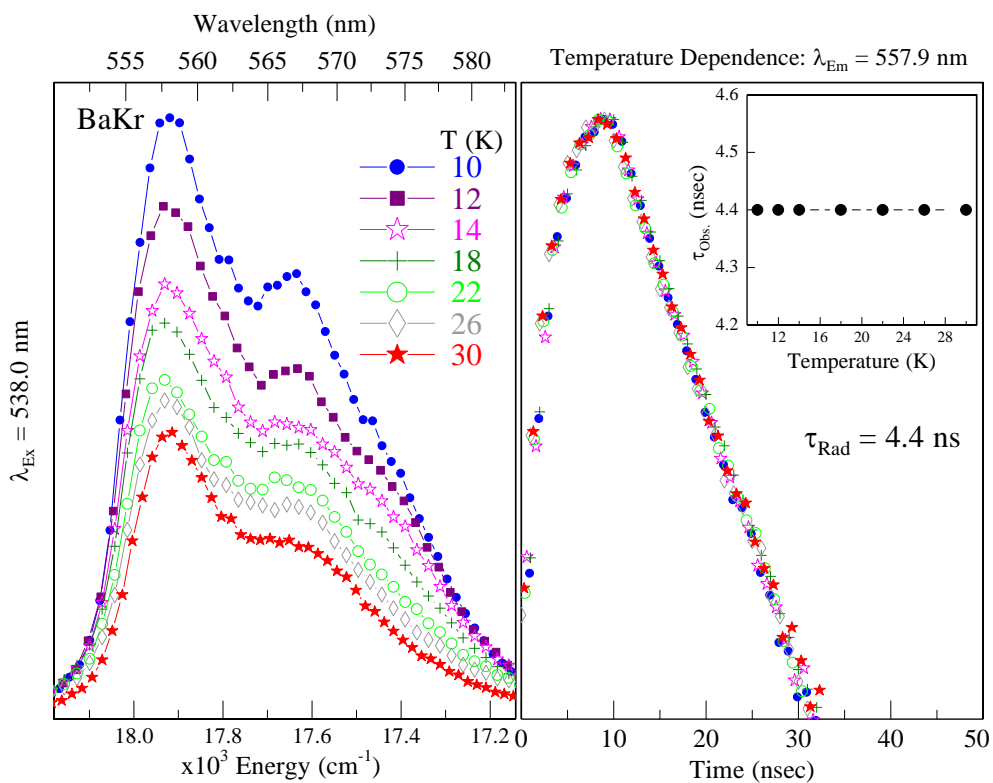 Wavelength (nm)
555 560 565 570 575 580
BaKr
T (K)
10
12
14
18
22
26
30
λEx = 538.0 nm
18.0 17.8 17.6 17.4 17.2
x10³ Energy (cm⁻¹)
Temperature Dependence: λEm = 557.9 nm
4.6
4.5
4.4
4.3
4.2
τObs. (nsec)
12 16 20 24 28
Temperature (K)
τRad = 4.4 ns
0 10 20 30 40 50
Time (nsec)